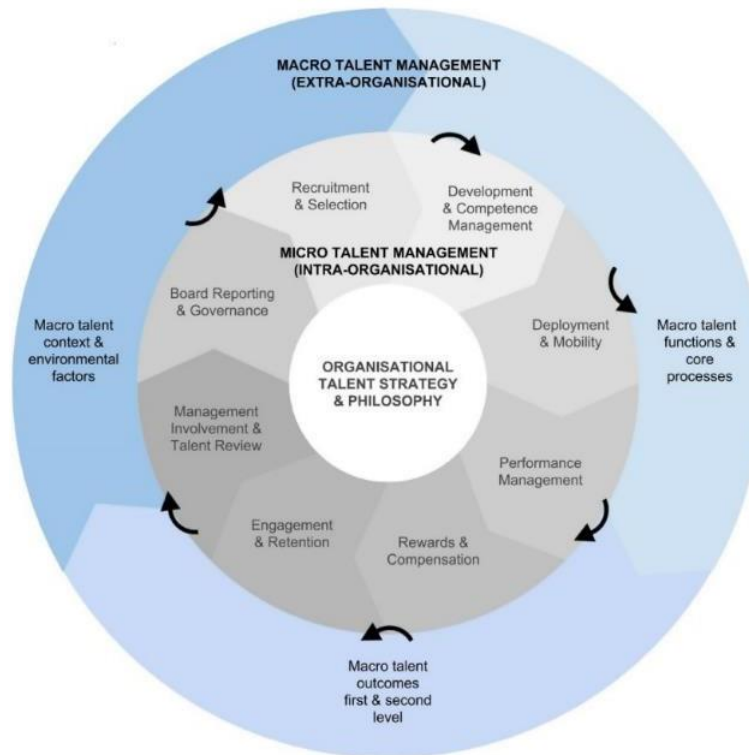 MACRO TALENT MANAGEMENT
(EXTRA-ORGANISATIONAL)
Recruitment
& Selection
Development
& Competence
Management
MICRO TALENT MANAGEMENT
(INTRA-ORGANISATIONAL)
Board Reporting
& Governance
Deployment
& Mobility
Macro talent
context &
environmental
factors
Macro talent
functions &
core
processes
ORGANISATIONAL
TALENT STRATEGY
& PHILOSOPHY
Management
Involvement &
Talent Review
Performance
Management
Engagement
& Retention
Rewards &
Compensation
Macro talent
outcomes
first & second
level